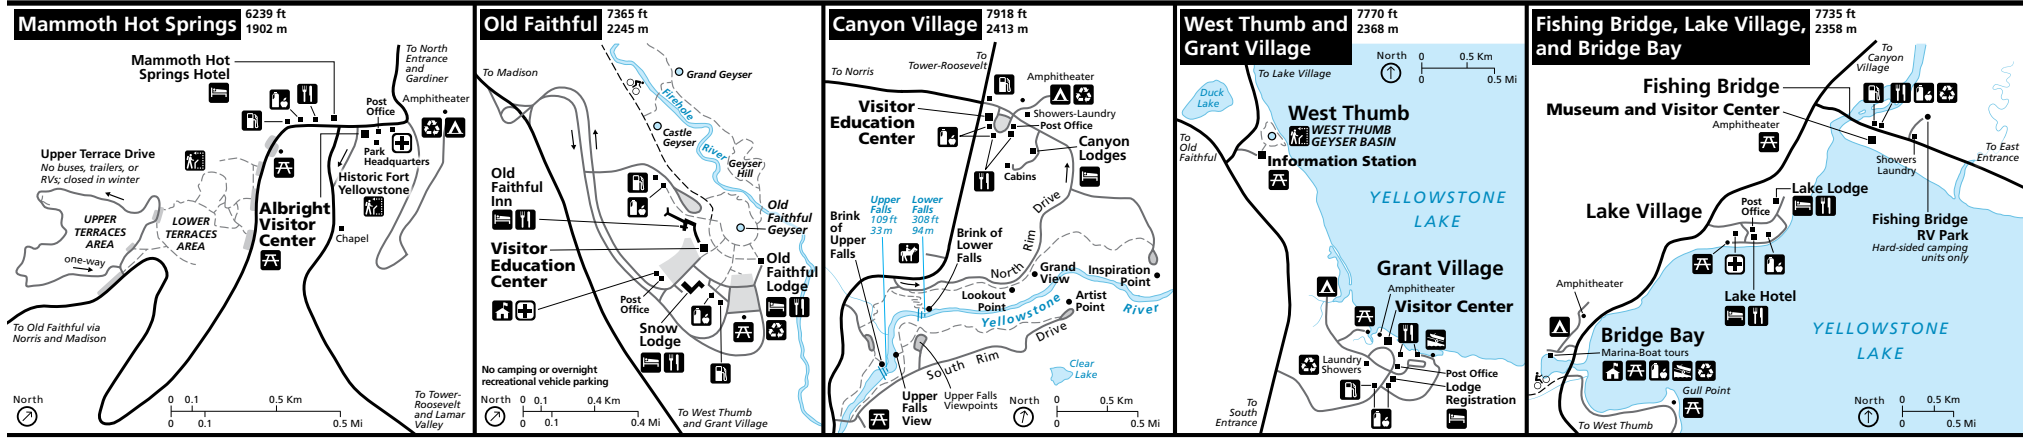 Mammoth Hot Springs
6239 ft
1902 m
To North
Entrance
and
Gardiner
Mammoth Hot
Springs Hotel
Post
Office
Amphitheater
Park
Headquarters
Upper Terrace Drive
No buses, trailers, or
RVs; closed in winter
Historic Fort
Yellowstone
UPPER
TERRACES
AREA
LOWER
TERRACES
AREA
Albright
Visitor
Center
Chapel
one-way
To Old Faithful via
Norris and Madison
North
0 0.1 0.5 Km
0 0.1 0.5 Mi
To Tower-
Roosevelt
and Lamar
Valley
Old Faithful
7365 ft
2245 m
To Madison
Grand Geyser
Firehole
River
Castle
Geyser
Geyser
Hill
Old
Faithful
Inn
Old
Faithful
Geyser
Visitor
Education
Center
Old
Faithful
Lodge
Post
Office
Snow
Lodge
No camping or overnight
recreational vehicle parking
North
0 0.1 0.4 Km
0 0.1 0.4 Mi
To West Thumb
and Grant Village
Canyon Village
7918 ft
2413 m
To
Tower-Roosevelt
To Norris
Amphitheater
Visitor
Education
Center
Showers-Laundry
Post Office
Canyon
Lodges
Cabins
Upper
Falls
109 ft
33 m
Lower
Falls
308 ft
94 m
Brink
of
Upper
Falls
Brink of
Lower
Falls
North Rim Drive
Grand
View
Inspiration
Point
Lookout
Point
Artist
Point
Yellowstone
River
South Rim Drive
Clear
Lake
Upper
Falls
View
Upper Falls
Viewpoints
North
0 0.5 Km
0 0.5 Mi
West Thumb and
Grant Village
7770 ft
2368 m
North
0 0.5 Km
0 0.5 Mi
To Lake Village
Duck
Lake
West Thumb
WEST THUMB
GEYSER BASIN
To
Old
Faithful
Information Station
YELLOWSTONE
LAKE
Grant Village
Amphitheater
Visitor Center
Laundry
Showers
Post Office
Lodge
Registration
To
South
Entrance
Fishing Bridge, Lake Village,
and Bridge Bay
7735 ft
2358 m
To
Canyon
Village
Fishing Bridge
Museum and Visitor Center
Amphitheater
To East
Entrance
Showers
Laundry
Lake Lodge
Post
Office
Lake Village
Fishing Bridge
RV Park
Hard-sided camping
units only
Amphitheater
Lake Hotel
Bridge Bay
Marina-Boat tours
YELLOWSTONE
LAKE
Gull Point
To West Thumb
North
0 0.5 Km
0 0.5 Mi